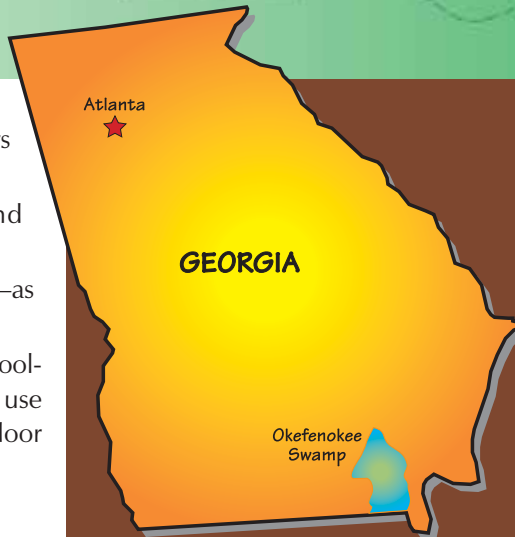 nd
–as
ool-
use
loor
Atlanta
GEORGIA
Okefenokee
Swamp